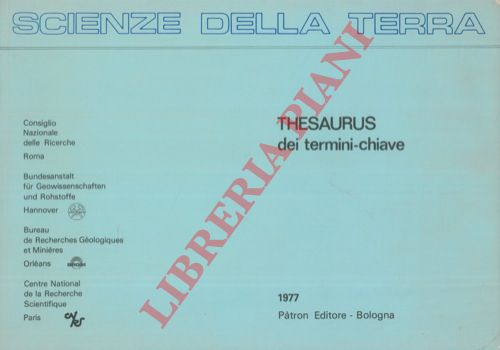 SCIENZE DELLA TERRA
Consiglio
Nazionale
delle Ricerche
Roma
Bundesanstalt
für Geowissenschaften
und Rohstoffe
Hannover
Bureau
de Recherches Géologiques
et Minières
Orléans
Centre National
de la Recherche
Scientifique
Paris
THESAURUS
dei termini-chiave
1977
Pàtron Editore - Bologna
LIBRERIA PIANI